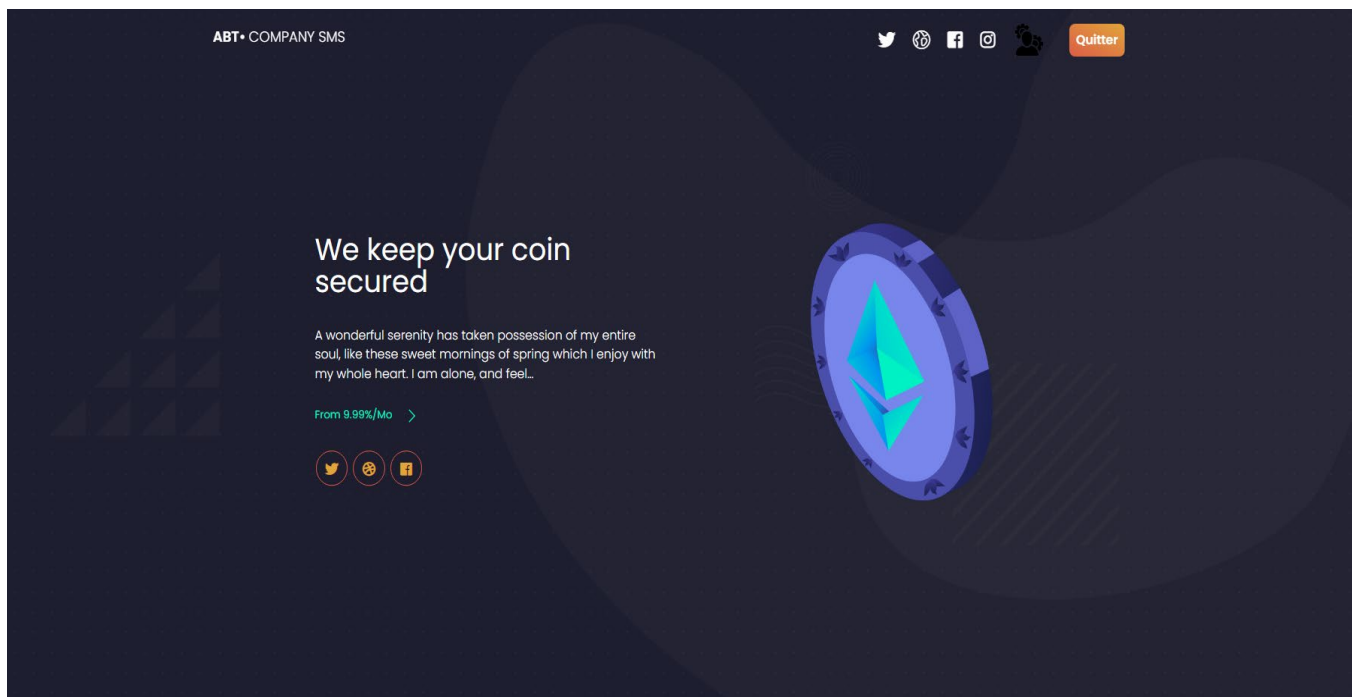 ABT• COMPANY SMS
Quitter
We keep your coin
secured
A wonderful serenity has taken possession of my entire
soul, like these sweet mornings of spring which I enjoy with
my whole heart. I am alone, and feel...
From 9.99%/Mo